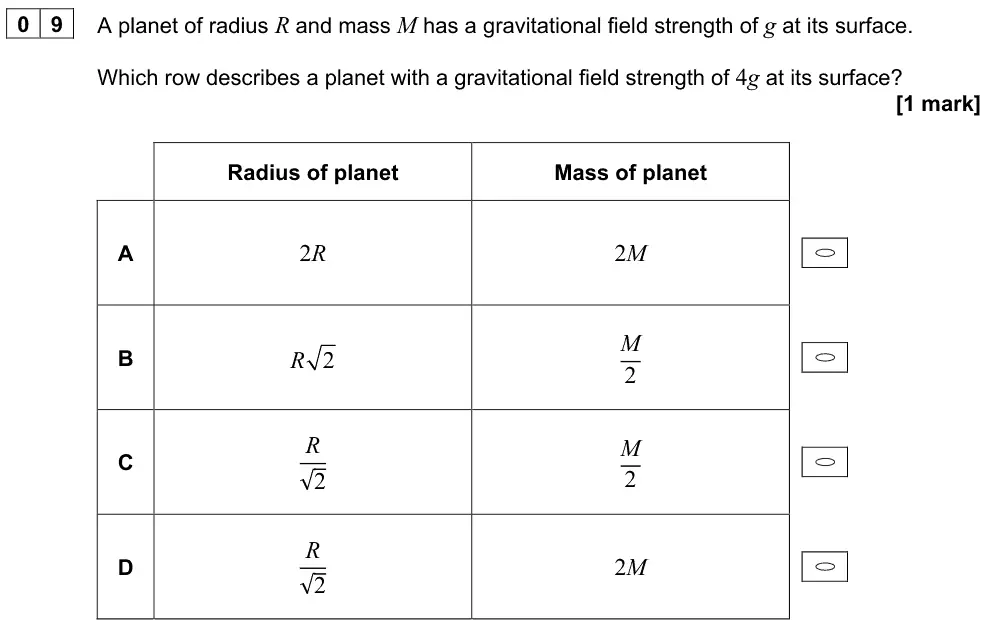 0 9 A planet of radius R and mass M has a gravitational field strength of g at its surface.
Which row describes a planet with a gravitational field strength of 4g at its surface?
[1 mark]
Radius of planet Mass of planet
A 2R 2M
B R√2 M/2
C R/√2 M/2
D R/√2 2M